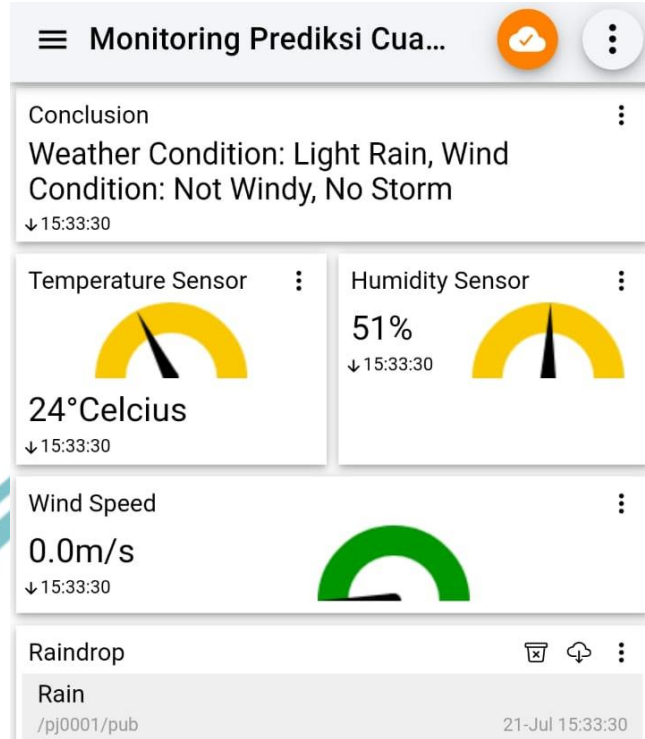 Monitoring Prediksi Cua...
Conclusion
Weather Condition: Light Rain, Wind
Condition: Not Windy, No Storm
↓15:33:30
Temperature Sensor
24°Celcius
↓15:33:30
Humidity Sensor
51%
↓15:33:30
Wind Speed
0.0m/s
↓15:33:30
Raindrop
Rain
/pj0001/pub 21-Jul 15:33:30